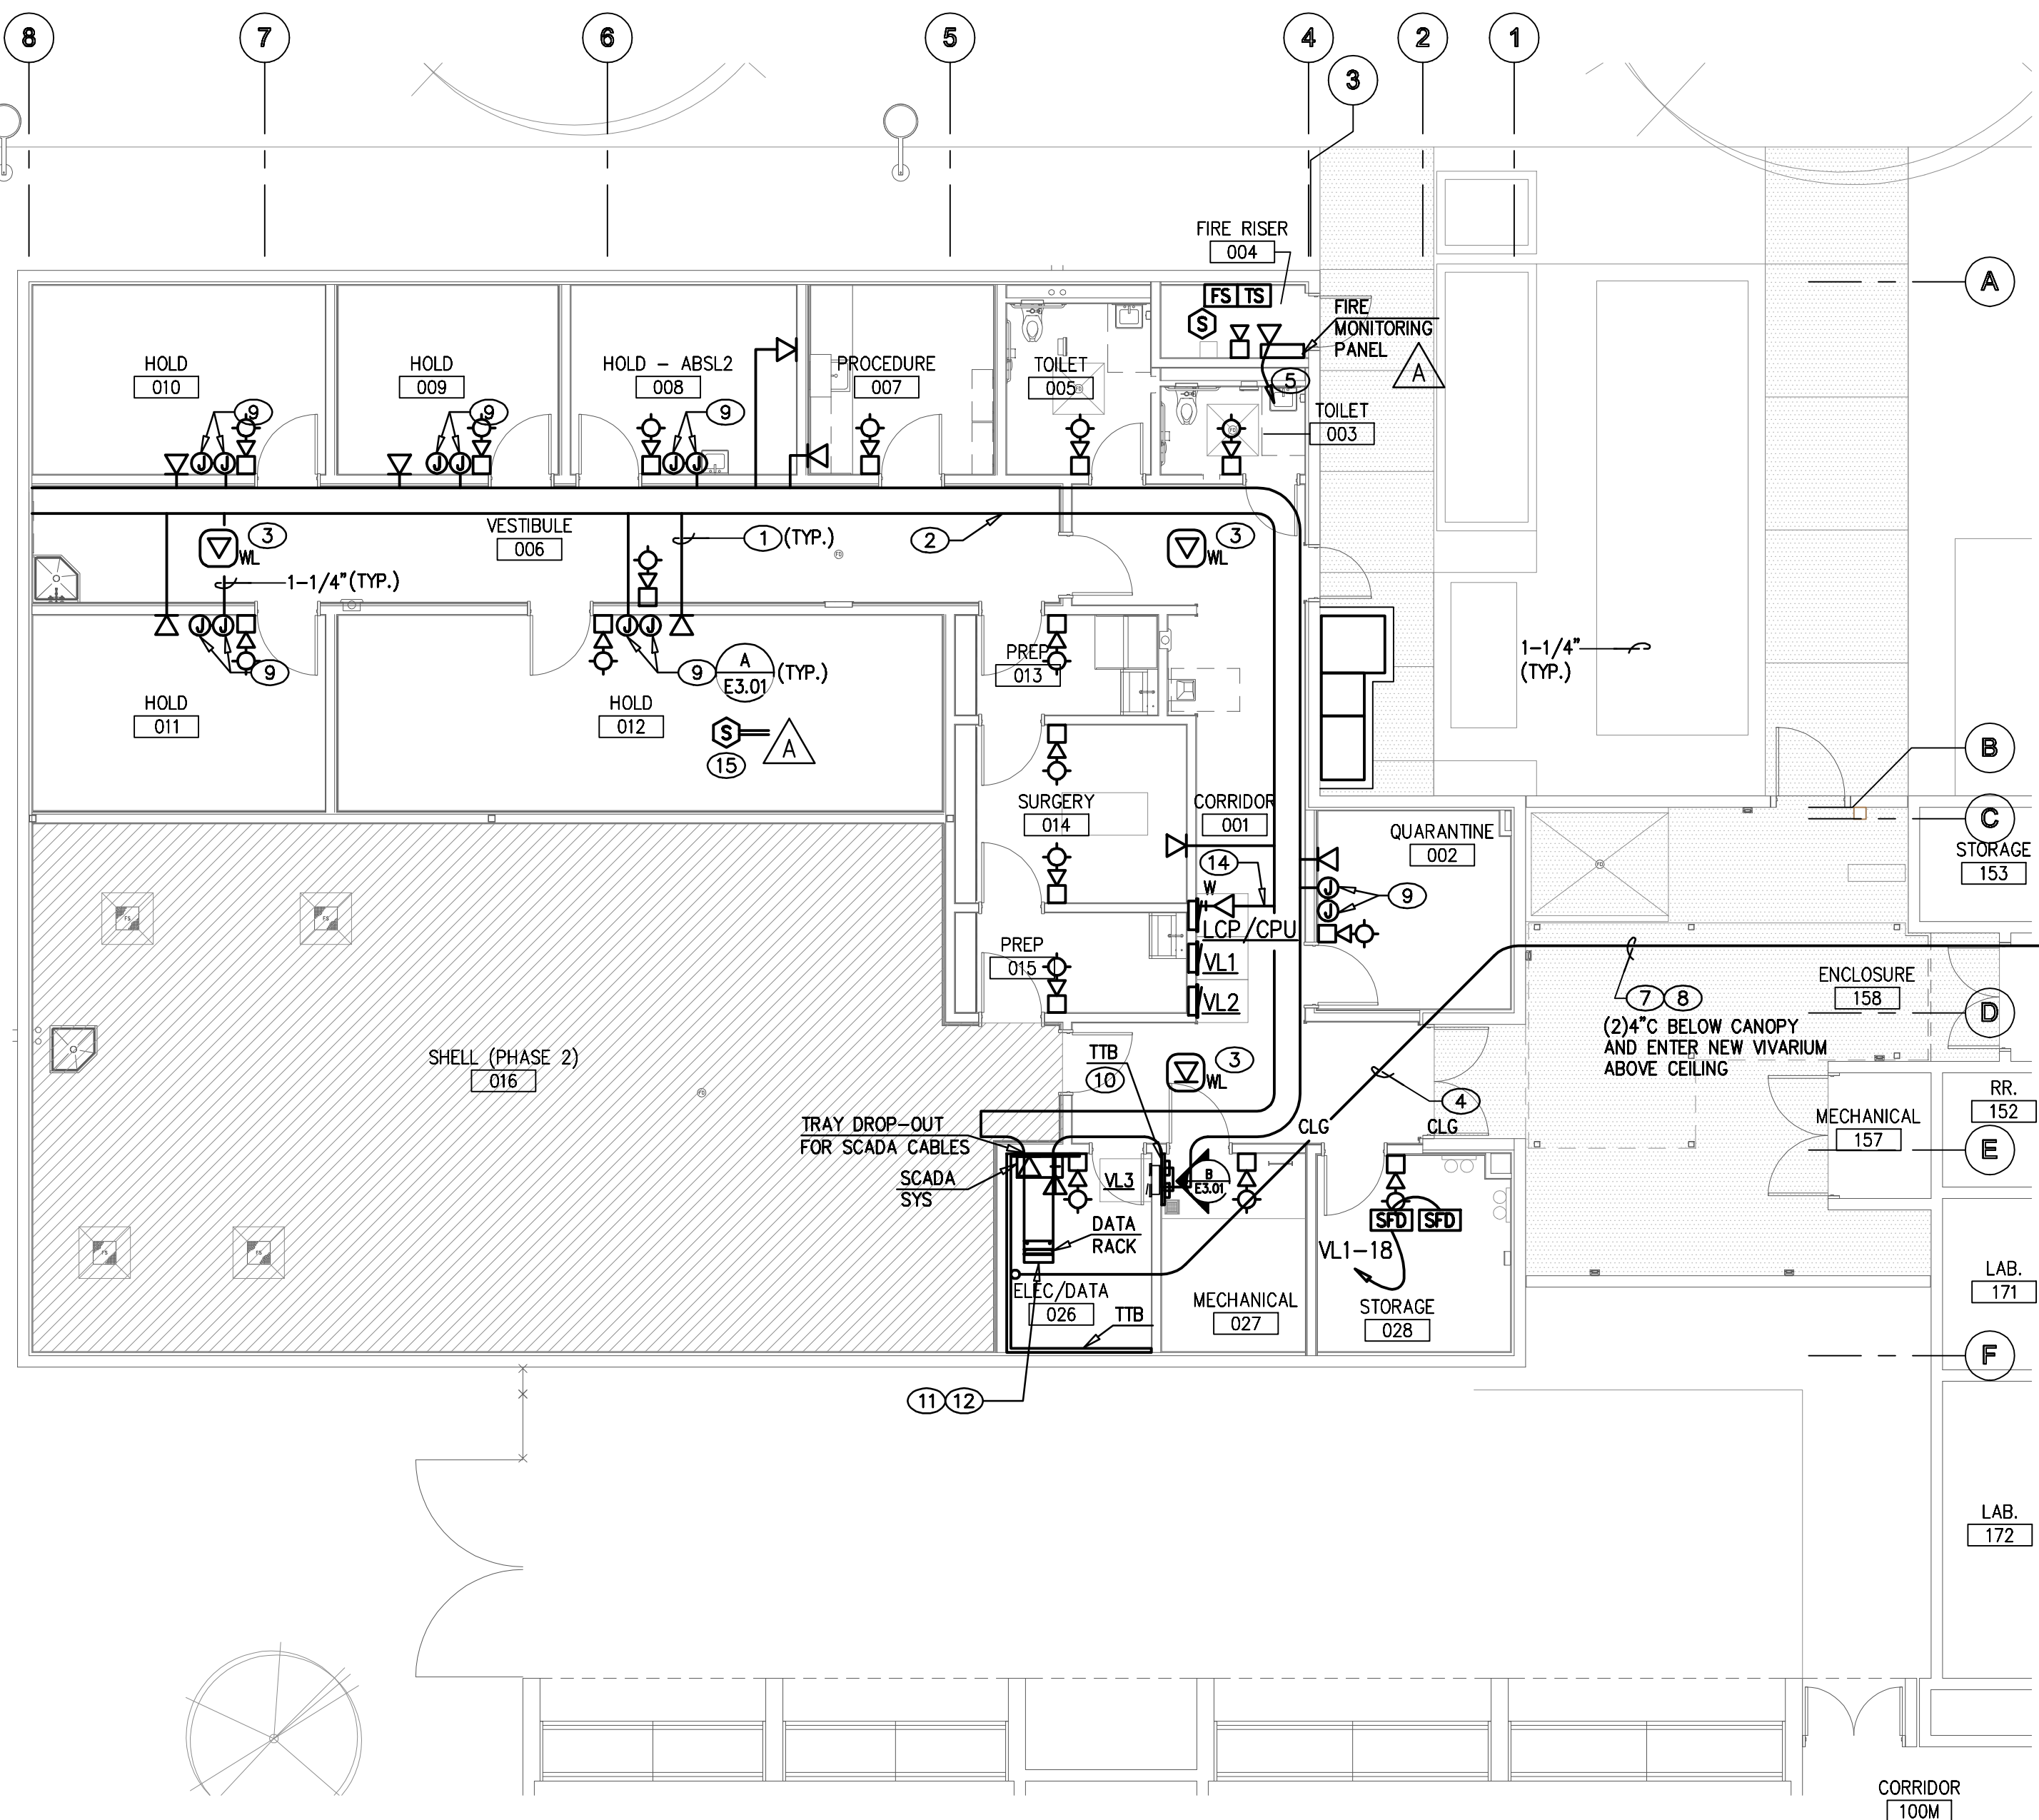 8
7
6
5
4
2
1
3
FIRE RISER
004
A
FS TS
S
FIRE
MONITORING
PANEL
A
5
HOLD
010
HOLD
009
HOLD - ABSL2
008
PROCEDURE
007
TOILET
005
TOILET
003
9
9
9
J J
J J
J J
VESTIBULE
006
3
WL
1 (TYP.)
2
3
WL
1-1/4" (TYP.)
J J
9
J J
9
A
E3.01
(TYP.)
PREP
013
1-1/4"
(TYP.)
HOLD
011
HOLD
012
S
A
15
B
SURGERY
014
CORRIDOR
001
QUARANTINE
002
C
STORAGE
153
14
W
J
J
9
LCP/CPU
VL1
VL2
PREP
015
ENCLOSURE
158
D
7 8
(2)4"C BELOW CANOPY
AND ENTER NEW VIVARIUM
ABOVE CEILING
SHELL (PHASE 2)
016
TTB
10
3
WL
4
RR.
152
MECHANICAL
157
CLG
CLG
TRAY DROP-OUT
FOR SCADA CABLES
E
SCADA
SYS
VL3
B
E3.01
DATA
RACK
SFD SFD
VL1-18
LAB.
171
ELEC/DATA
026
MECHANICAL
027
STORAGE
028
TTB
F
11 12
LAB.
172
FS
FS
FS
FS
CORRIDOR
100M